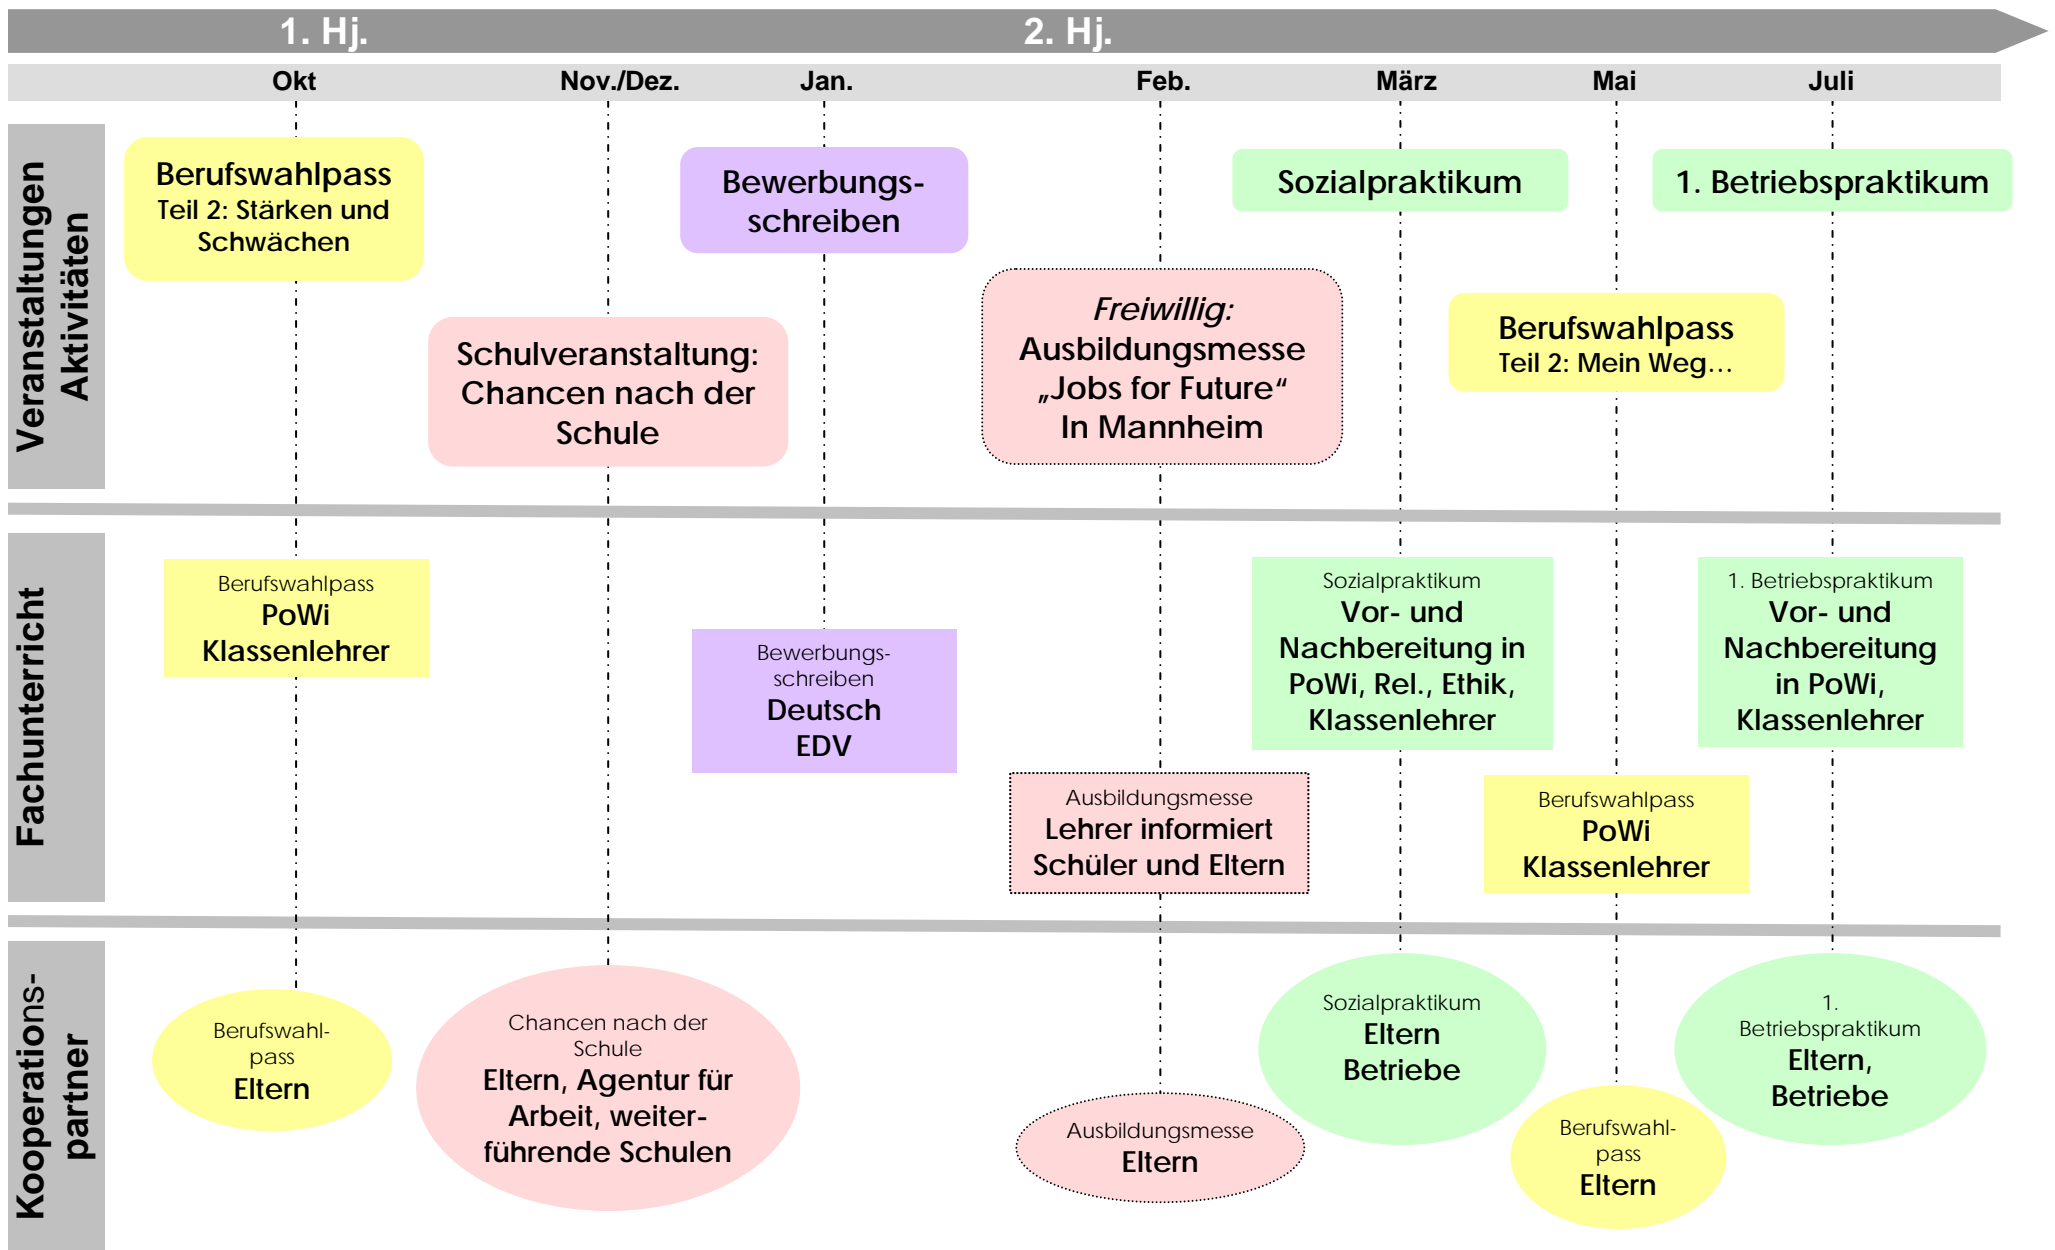 1. Hj.
2. Hj.
Okt
Nov./Dez.
Jan.
Feb.
März
Mai
Juli
Veranstaltungen
Aktivitäten
Berufswahlpass
Teil 2: Stärken und
Schwächen
Schulveranstaltung:
Chancen nach der
Schule
Bewerbungs-
schreiben
Freiwillig:
Ausbildungsmesse
„Jobs for Future“
In Mannheim
Sozialpraktikum
Berufswahlpass
Teil 2: Mein Weg…
1. Betriebspraktikum
Fachunterricht
Berufswahlpass
PoWi
Klassenlehrer
Bewerbungs-
schreiben
Deutsch
EDV
Ausbildungsmesse
Lehrer informiert
Schüler und Eltern
Sozialpraktikum
Vor- und
Nachbereitung in
PoWi, Rel., Ethik,
Klassenlehrer
Berufswahlpass
PoWi
Klassenlehrer
1. Betriebspraktikum
Vor- und
Nachbereitung
in PoWi,
Klassenlehrer
Kooperations-
partner
Berufswahl-
pass
Eltern
Chancen nach der
Schule
Eltern, Agentur für
Arbeit, weiter-
führende Schulen
Ausbildungsmesse
Eltern
Sozialpraktikum
Eltern
Betriebe
Berufswahl-
pass
Eltern
1.
Betriebspraktikum
Eltern,
Betriebe